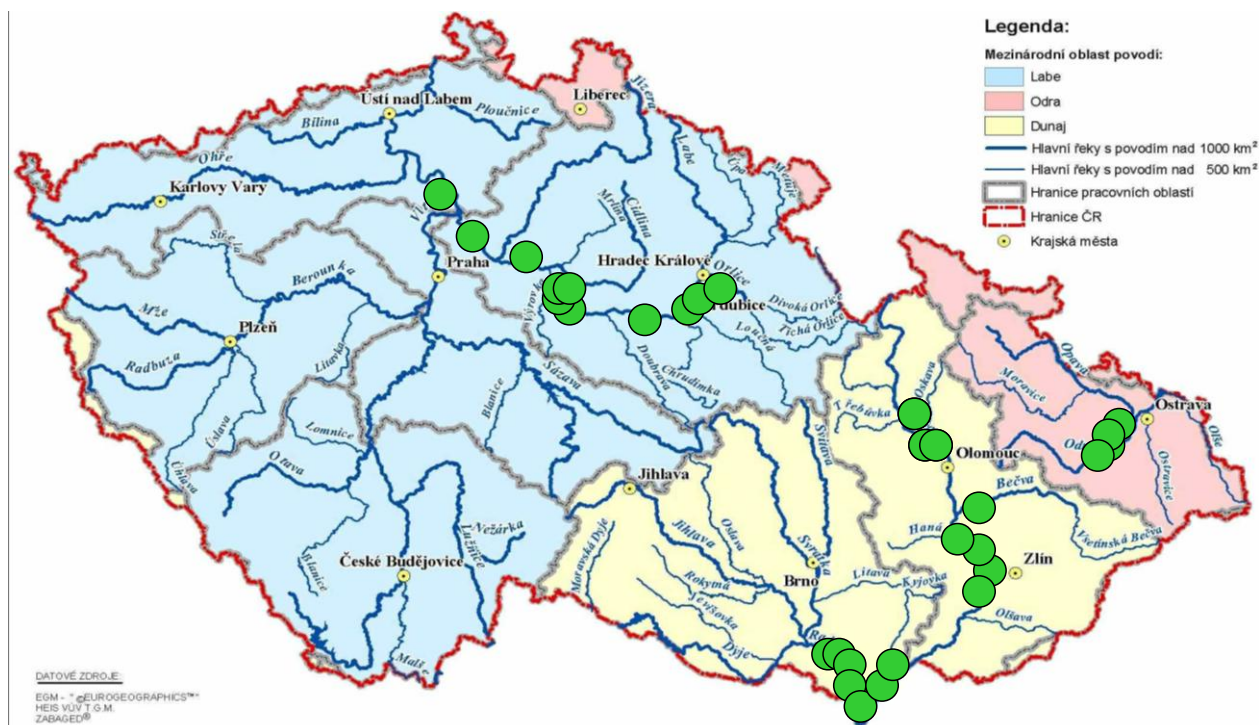 Legenda:
Mezinárodní oblast povodí:
Labe
Odra
Dunaj
Hlavní řeky s povodím nad 1000 km²
Hlavní řeky s povodím nad 500 km²
Hranice pracovních oblastí
Hranice ČR
Krajská města
Liberec
Jizera
Ústí nad Labem
Ploučnice
Bílina
Labe
Úpa
Metuje
Ohře
Karlovy Vary
Mrlina
Cidlina
Střela
Praha
Hradec Králové
Orlice
Berounka
Výrovka
Divoká Orlice
Tichá Orlice
Mže
Plzeň
Loučná
Radbuza
Litavka
Doubrava
Chrudimka
Sázava
Blanice
Opava
Moravice
Oskava
Ostrava
Olše
Úslava
Lomnice
Svitava
Olomouc
Ostravice
Úhlava
Otava
Jihlava
Bečva
Lužnice
Nežárka
Jihlava
Oslava
Haná
Vsetínská Bečva
Blanice
České Budějovice
Moravská Dyje
Svratka
Zlín
Rokytná
Brno
Litava
Kyjovka
Jevišovka
Olšava
Dyje
Malše
DATOVÉ ZDROJE:
EGM - " ©EUROGEOGRAPHICS™"
HEIS VÚV T.G.M.
ZABAGED®